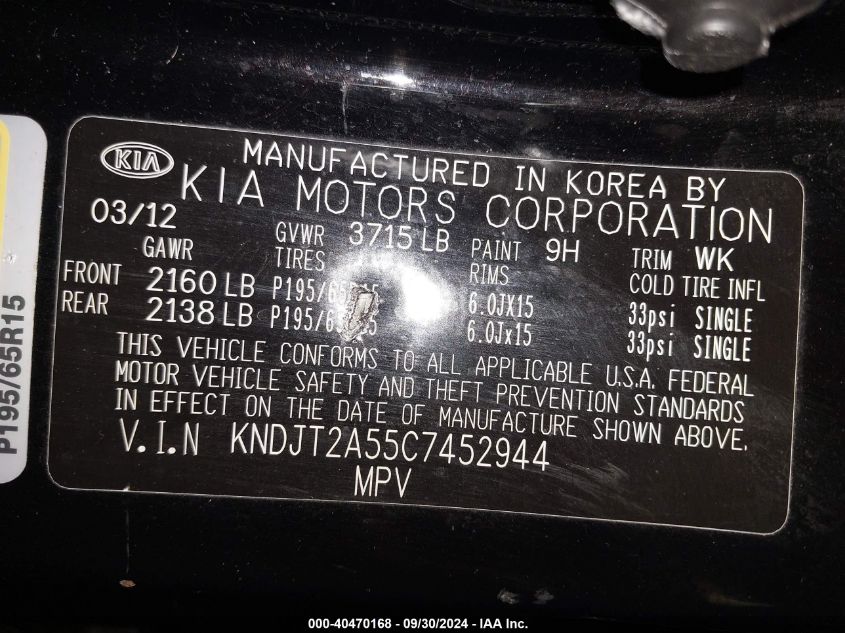 KIA
MANUFACTURED IN KOREA BY
KIA MOTORS CORPORATION
03/12 GVWR 3715 LB PAINT 9H TRIM WK
GAWR TIRES RIMS COLD TIRE INFL
FRONT 2160 LB P195/65R15 6.0JX15 33psi SINGLE
REAR 2138 LB 6.0Jx15 33psi SINGLE
THIS VEHICLE CONFORMS TO ALL APPLICABLE U.S.A. FEDERAL
MOTOR VEHICLE SAFETY AND THEFT PREVENTION STANDARDS
IN EFFECT ON THE DATE OF MANUFACTURE SHOWN ABOVE.
V.I.N KNDJT2A55C7452944
MPV
P195/65R15
000-40470168 - 09/30/2024 - IAA Inc.